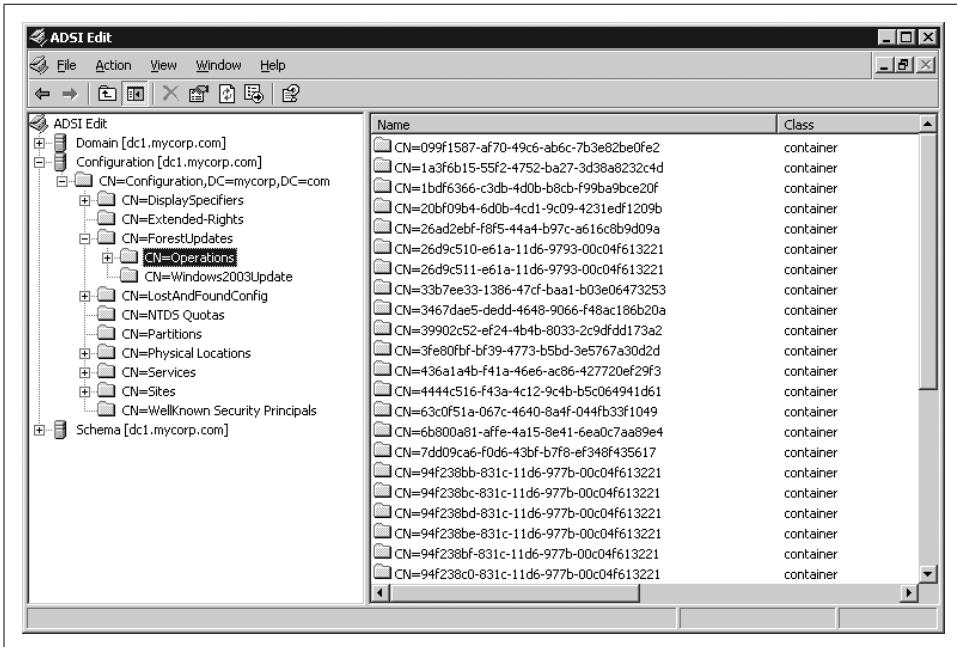 ADSI Edit
File Action View Window Help
ADSI Edit
Domain [dc1.mycorp.com]
Configuration [dc1.mycorp.com]
CN=Configuration,DC=mycorp,DC=com
CN=DisplaySpecifiers
CN=Extended-Rights
CN=ForestUpdates
CN=Operations
CN=Windows2003Update
CN=LostAndFoundConfig
CN=NTDS Quotas
CN=Partitions
CN=Physical Locations
CN=Services
CN=Sites
CN=WellKnown Security Principals
Schema [dc1.mycorp.com]
Name Class
CN=099f1587-af70-49c6-ab6c-7b3e82be0fe2 container
CN=1a3f6b15-55f2-4752-ba27-3d38a8232c4d container
CN=1bdf6366-c3db-4d0b-b8cb-f99ba9bce20f container
CN=20bf09b4-6d0b-4cd1-9c09-4231edf1209b container
CN=26ad2ebf-f8f5-44a4-b97c-a616c8b9d09a container
CN=26d9c510-e61a-11d6-9793-00c04f613221 container
CN=26d9c511-e61a-11d6-9793-00c04f613221 container
CN=33b7ee33-1386-47cf-baa1-b03e06473253 container
CN=3467dae5-dedd-4648-9066-f48ac186b20a container
CN=39902c52-ef24-4b4b-8033-2c9dfdd173a2 container
CN=3fe80fbf-bf39-4773-b5bd-3e5767a30d2d container
CN=436a1a4b-f41a-46e6-ac86-427720ef29f3 container
CN=4444c516-f43a-4c12-9c4b-b5c064941d61 container
CN=63c0f51a-067c-4640-8a4f-044fb33f1049 container
CN=6b800a81-affe-4a15-8e41-6ea0c7aa89e4 container
CN=7dd09ca6-f0d6-43bf-b7f8-ef348f435617 container
CN=94f238bb-831c-11d6-977b-00c04f613221 container
CN=94f238bc-831c-11d6-977b-00c04f613221 container
CN=94f238bd-831c-11d6-977b-00c04f613221 container
CN=94f238be-831c-11d6-977b-00c04f613221 container
CN=94f238bf-831c-11d6-977b-00c04f613221 container
CN=94f238c0-831c-11d6-977b-00c04f613221 container